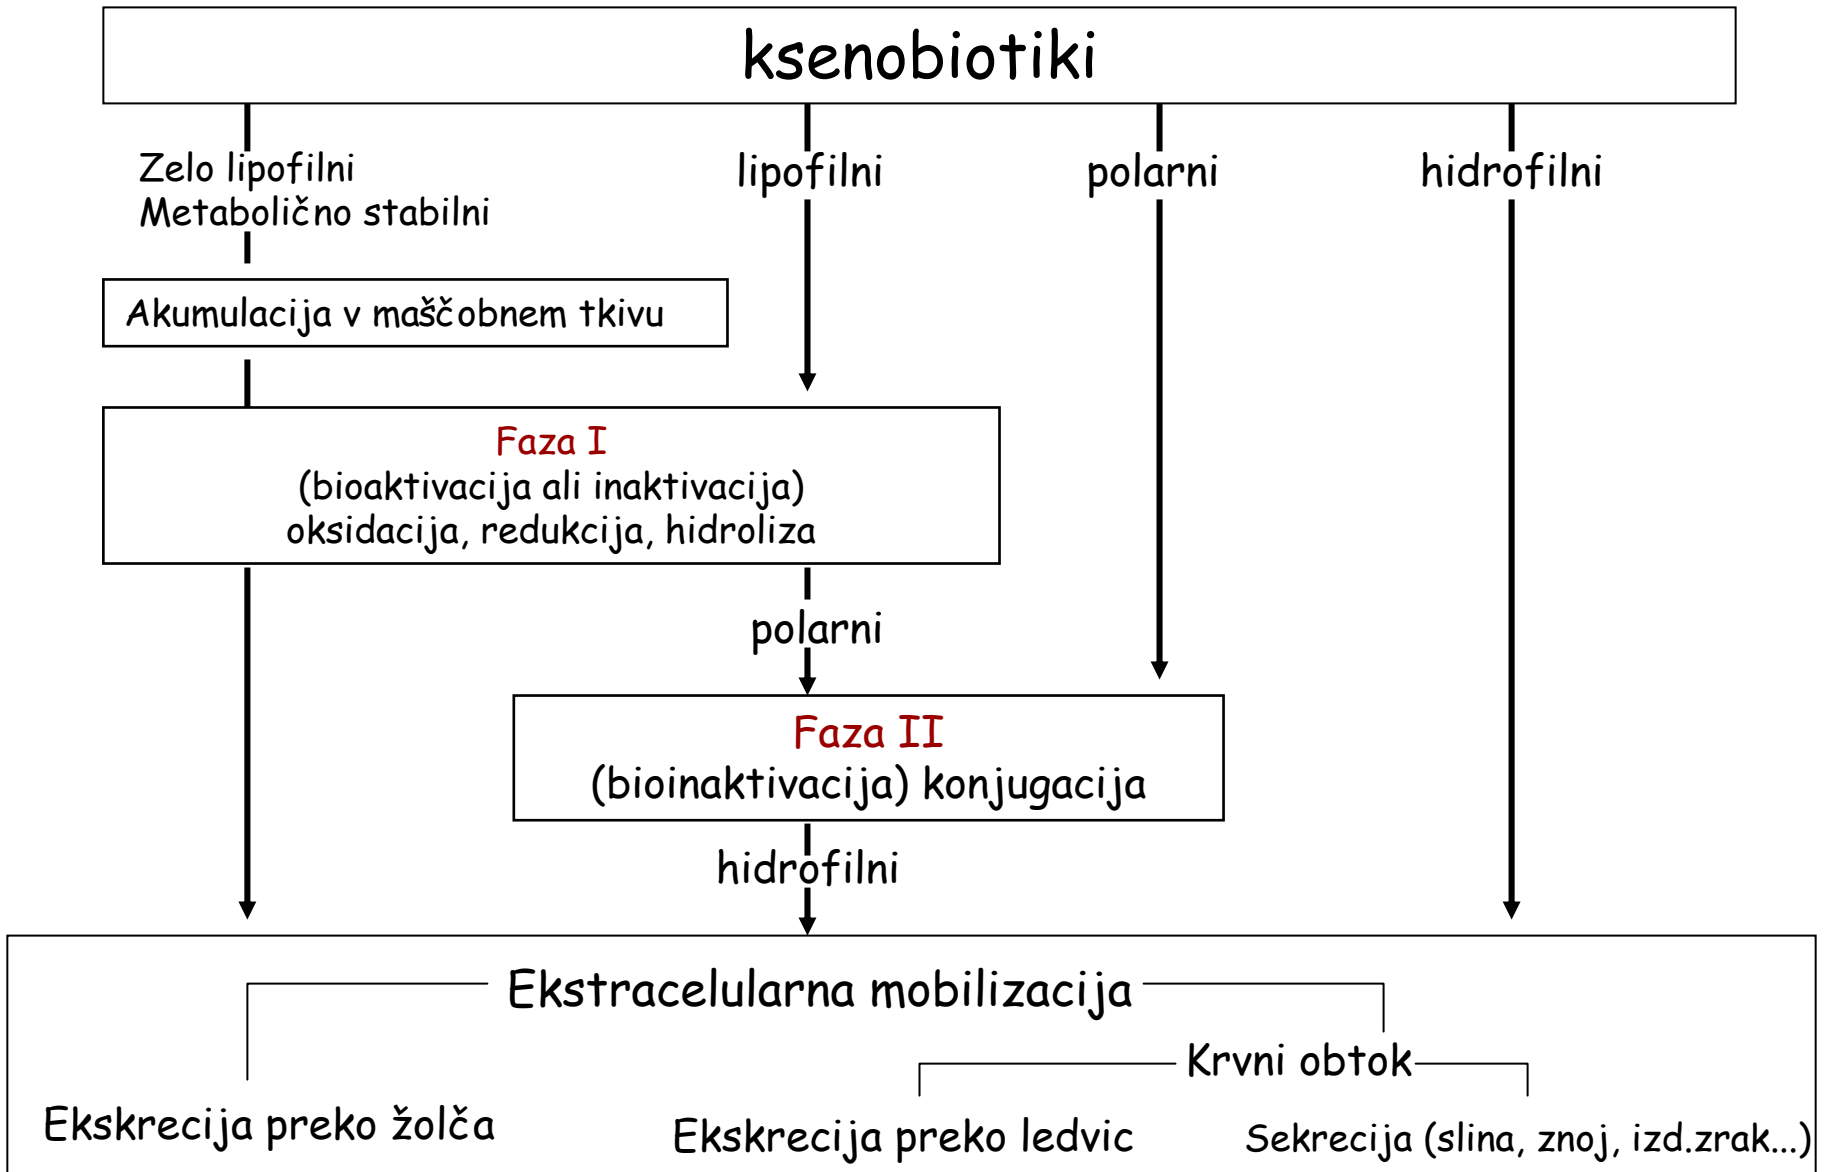 ksenobiotiki
Zelo lipofilni
Metabolično stabilni
lipofilni
polarni
hidrofilni
Akumulacija v maščobnem tkivu
Faza I
(bioaktivacija ali inaktivacija)
oksidacija, redukcija, hidroliza
polarni
Faza II
(bioinaktivacija) konjugacija
hidrofilni
Ekstracelularna mobilizacija
Krvni obtok
Ekskrecija preko žolča
Ekskrecija preko ledvic
Sekrecija (slina, znoj, izd.zrak...)